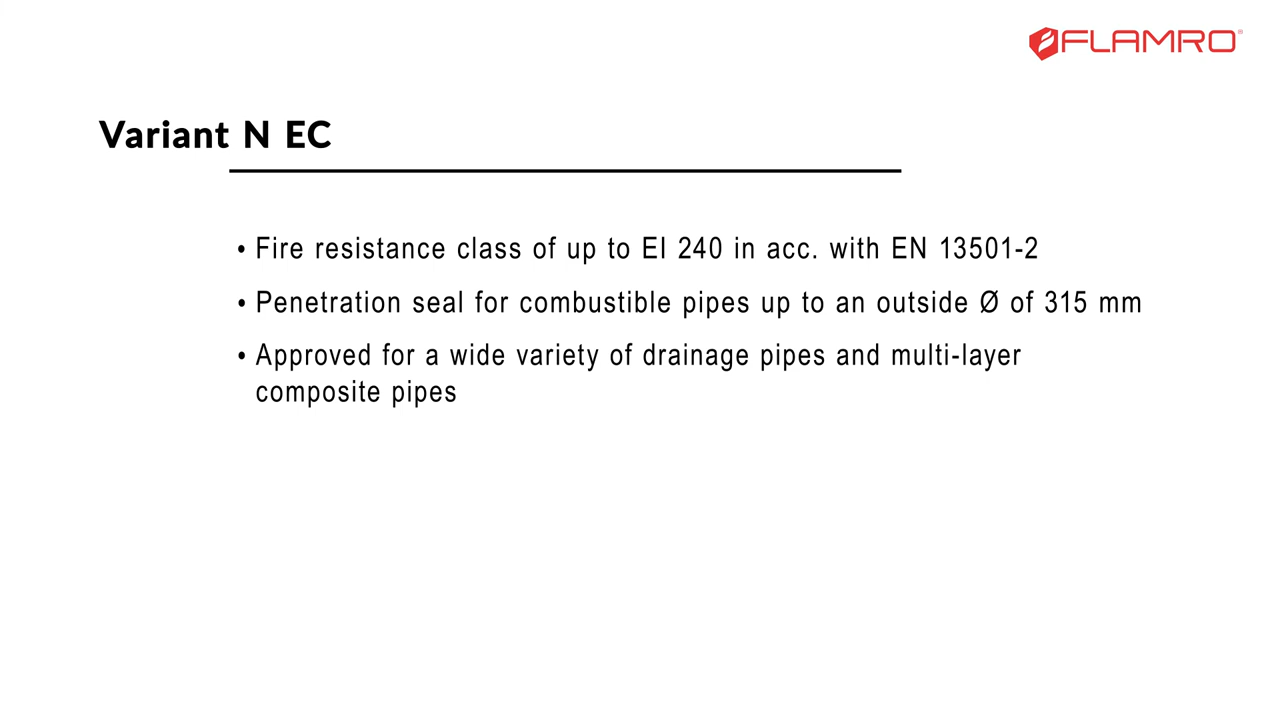 FLAMRO®
Variant N EC
• Fire resistance class of up to EI 240 in acc. with EN 13501-2
• Penetration seal for combustible pipes up to an outside Ø of 315 mm
• Approved for a wide variety of drainage pipes and multi-layer
composite pipes